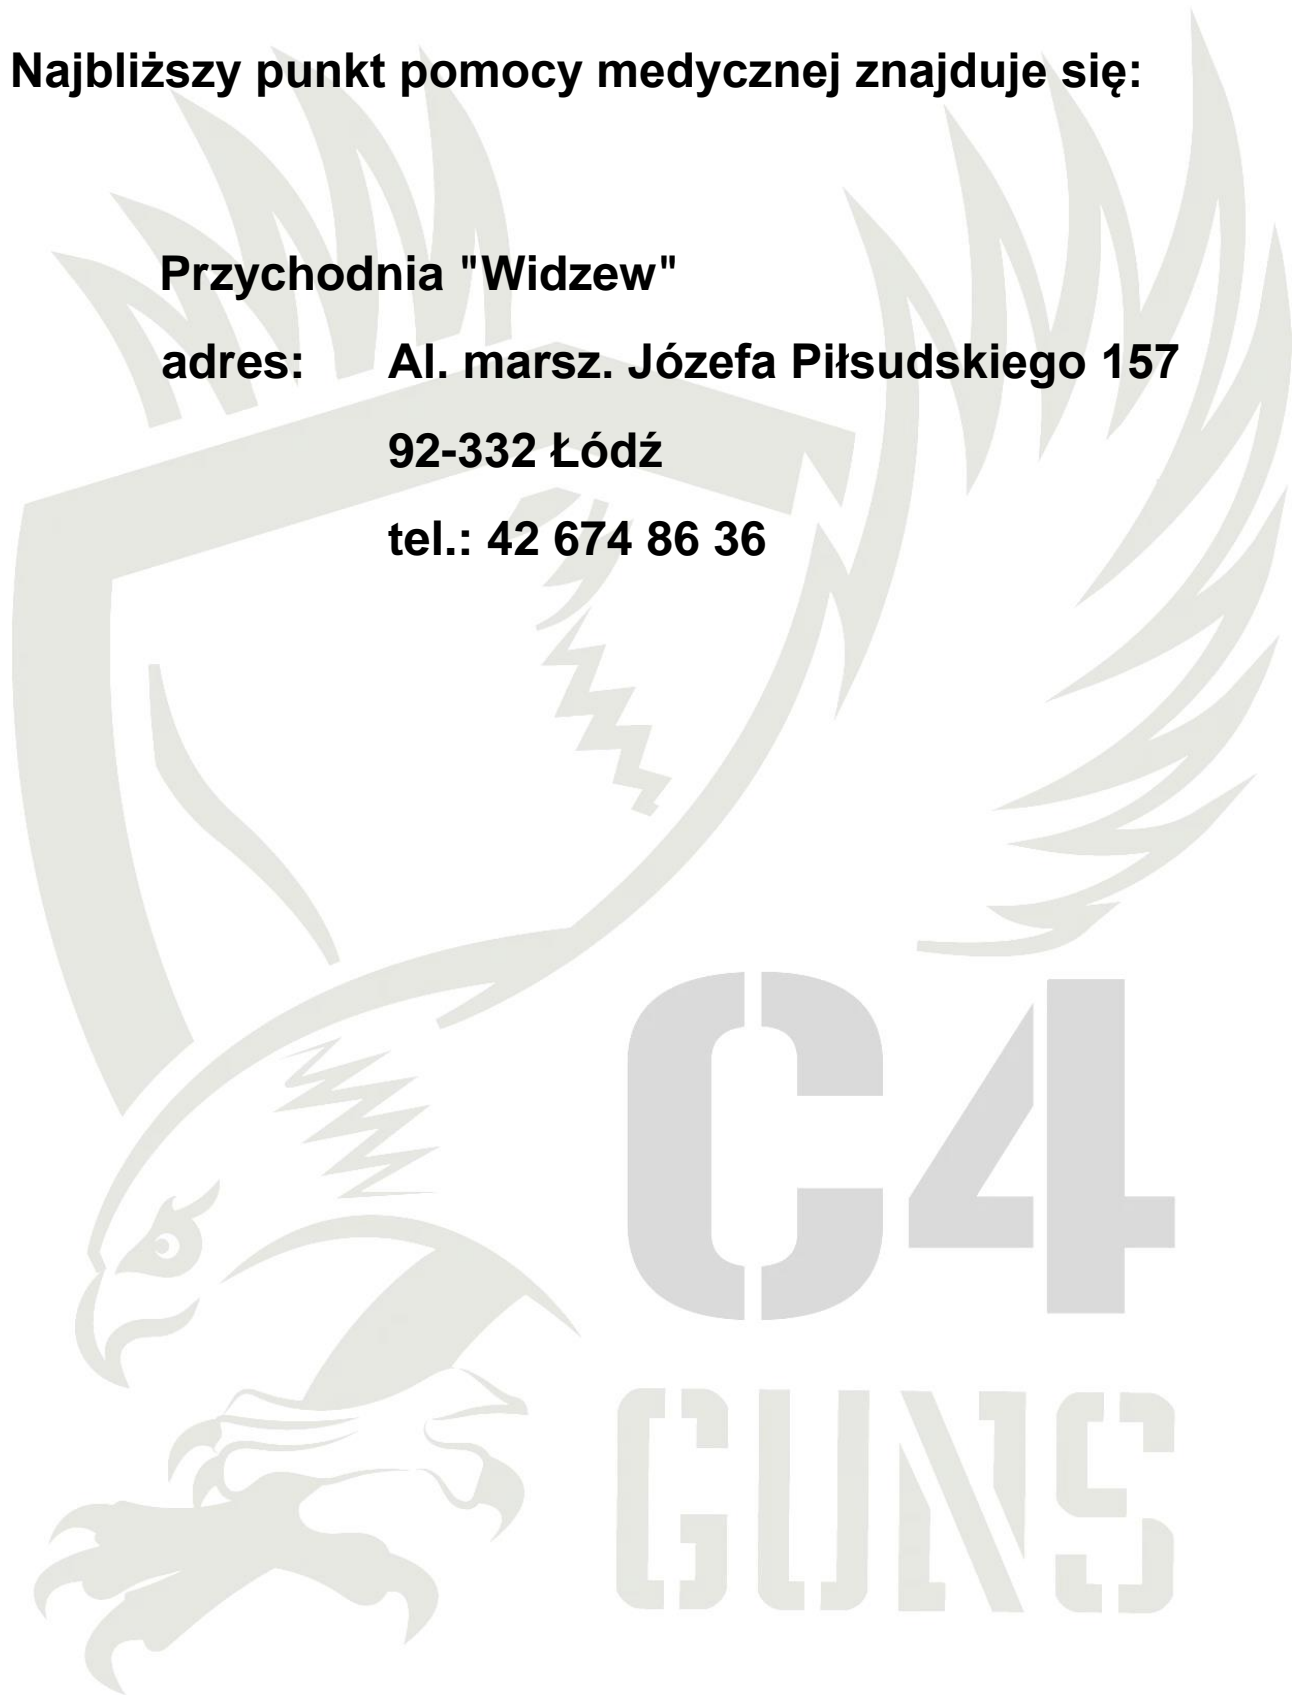 Najbliższy punkt pomocy medycznej znajduje się:
Przychodnia "Widzew"
adres: Al. marsz. Józefa Piłsudskiego 157
92-332 Łódź
tel.: 42 674 86 36
C4
GUNS